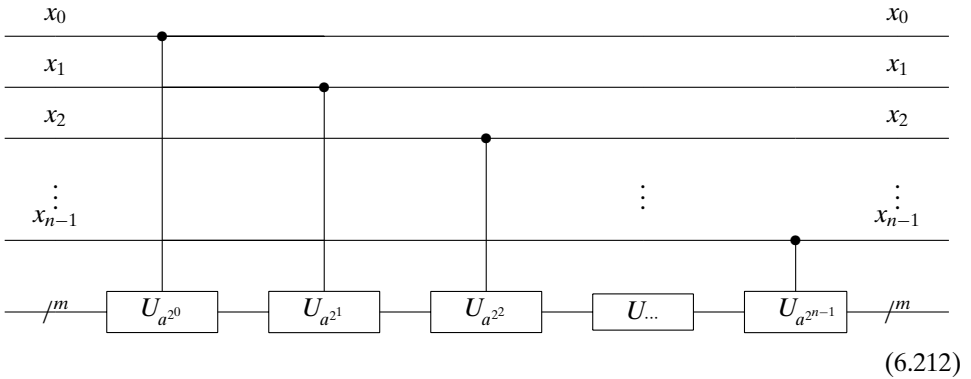 x₀ x₀
x₁ x₁
x₂ x₂
⋮ ⋮ ⋮
xₙ₋₁ xₙ₋₁
/ᵐ U_{a^{2^0}} U_{a^{2^1}} U_{a^{2^2}} U_{...} U_{a^{2^{n-1}}} /ᵐ
(6.212)